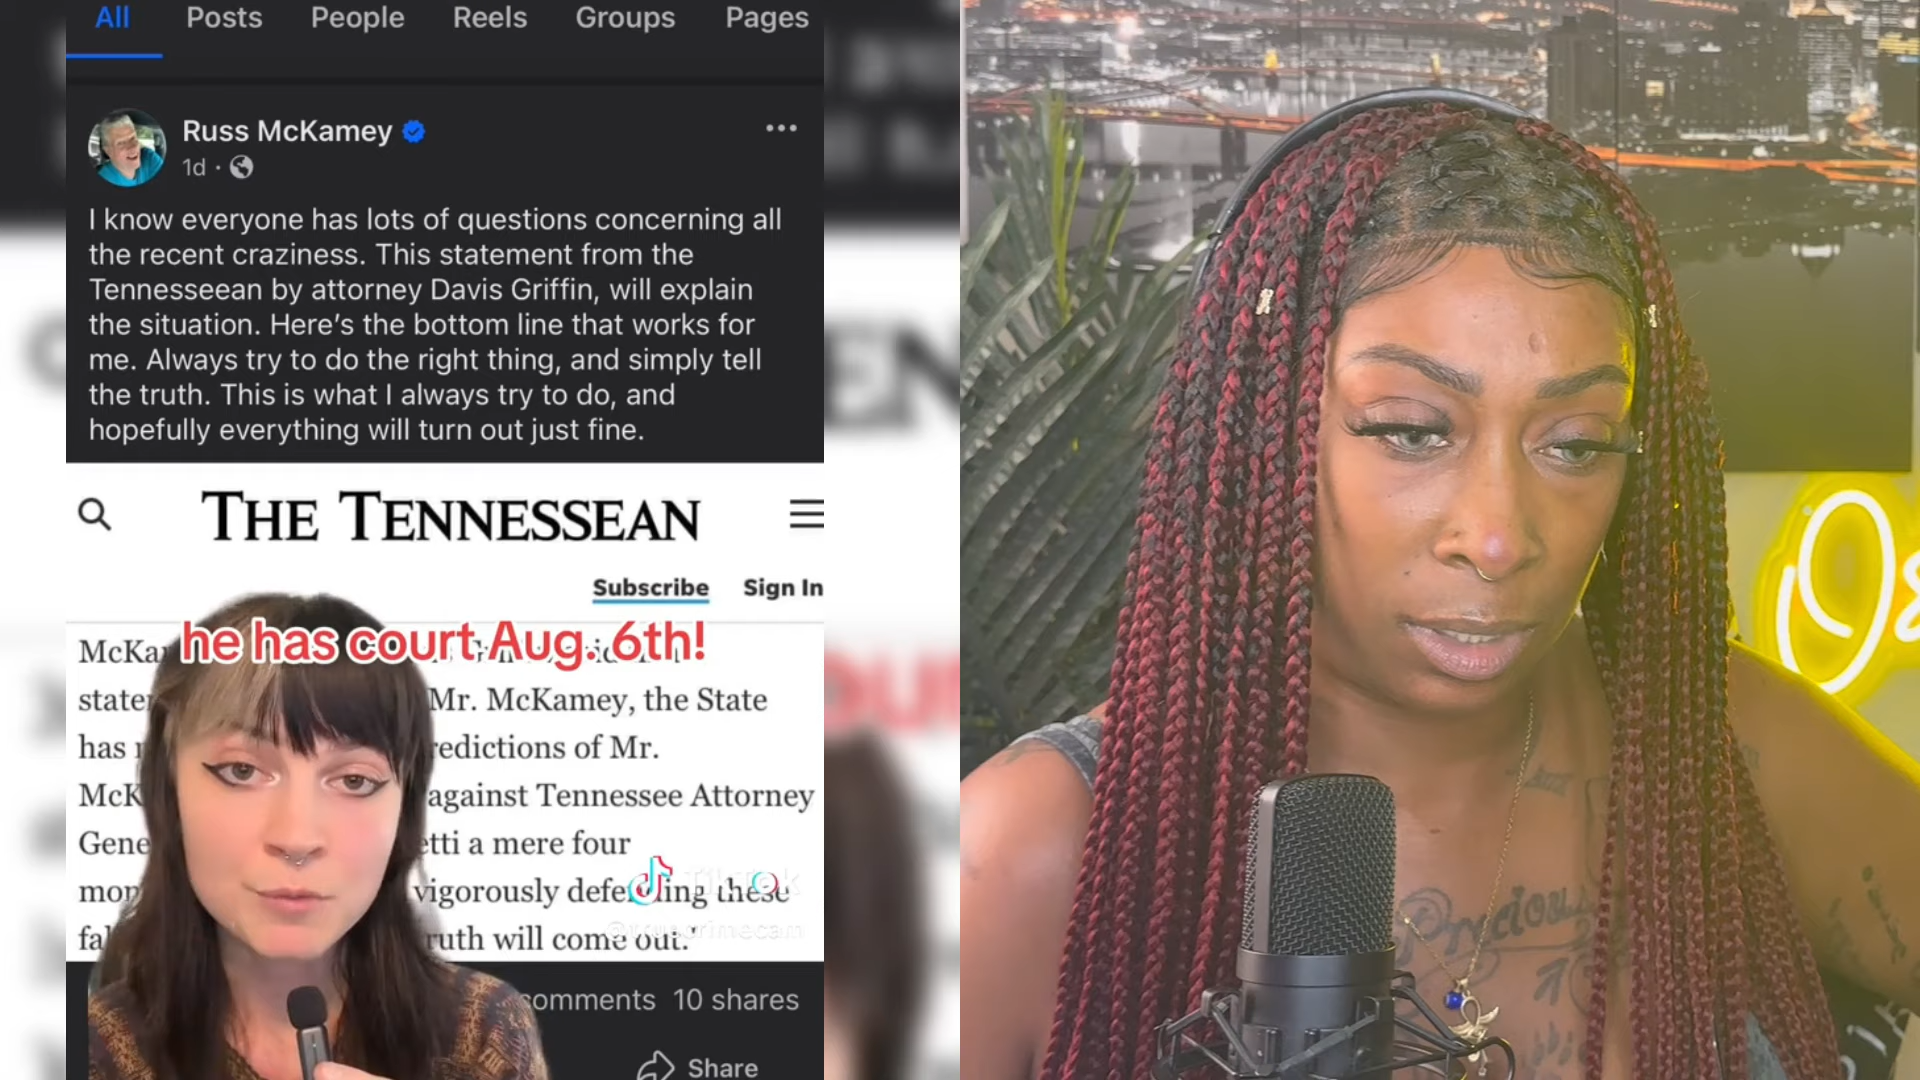 All Posts People Reels Groups Pages
Russ McKamey
1d
I know everyone has lots of questions concerning all
the recent craziness. This statement from the
Tennesseean by attorney Davis Griffin, will explain
the situation. Here's the bottom line that works for
me. Always try to do the right thing, and simply tell
the truth. This is what I always try to do, and
hopefully everything will turn out just fine.
THE TENNESSEAN
Subscribe Sign In
he has court Aug. 6th!
Mr. McKamey, the State
has
of Mr.
against Tennessee Attorney
a mere four
vigorously these
will come out."
TikTok
comments 10 shares
Share
Precious